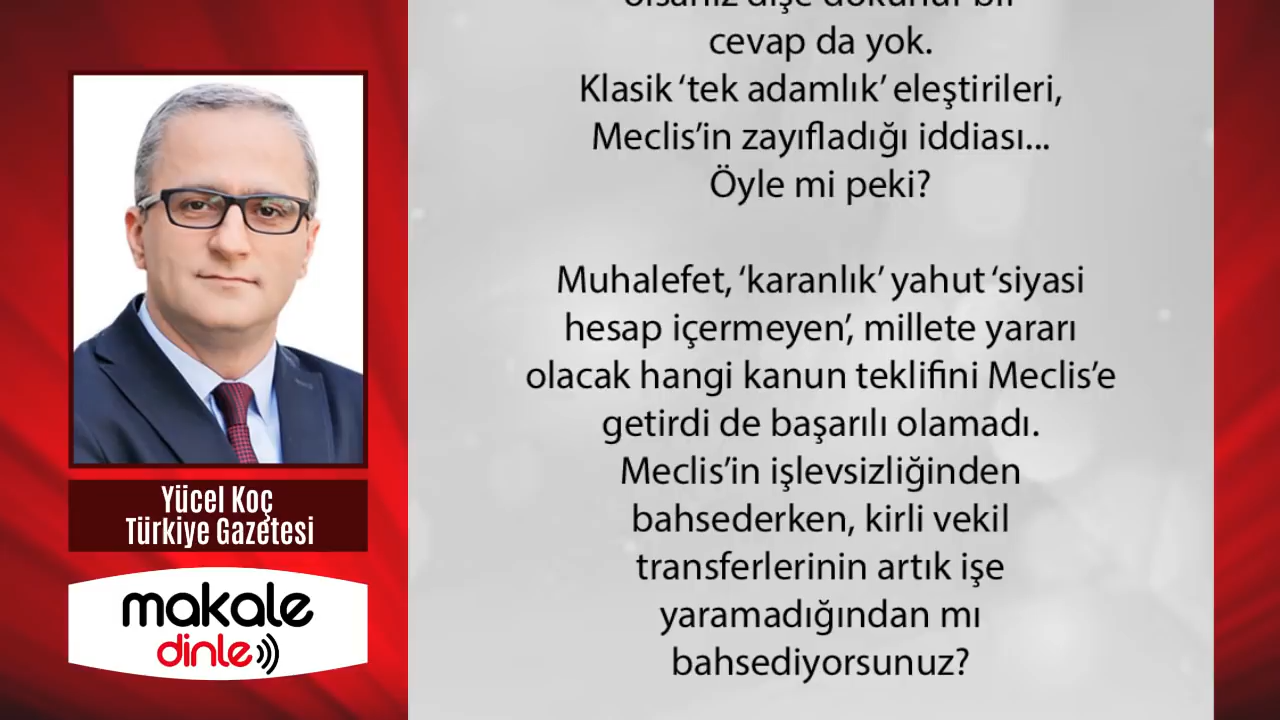 cevap da yok.
Klasik ‘tek adamlık’ eleştirileri,
Meclis’in zayıfladığı iddiası...
Öyle mi peki?
Muhalefet, ‘karanlık’ yahut ‘siyasi
hesap içermeyen’, millete yararı
olacak hangi kanun teklifini Meclis’e
getirdi de başarılı olamadı.
Meclis’in işlevsizliğinden
bahsederken, kirli vekil
transferlerinin artık işe
yaramadığından mı
bahsediyorsunuz?
Yücel Koç
Türkiye Gazetesi
makale
dinle